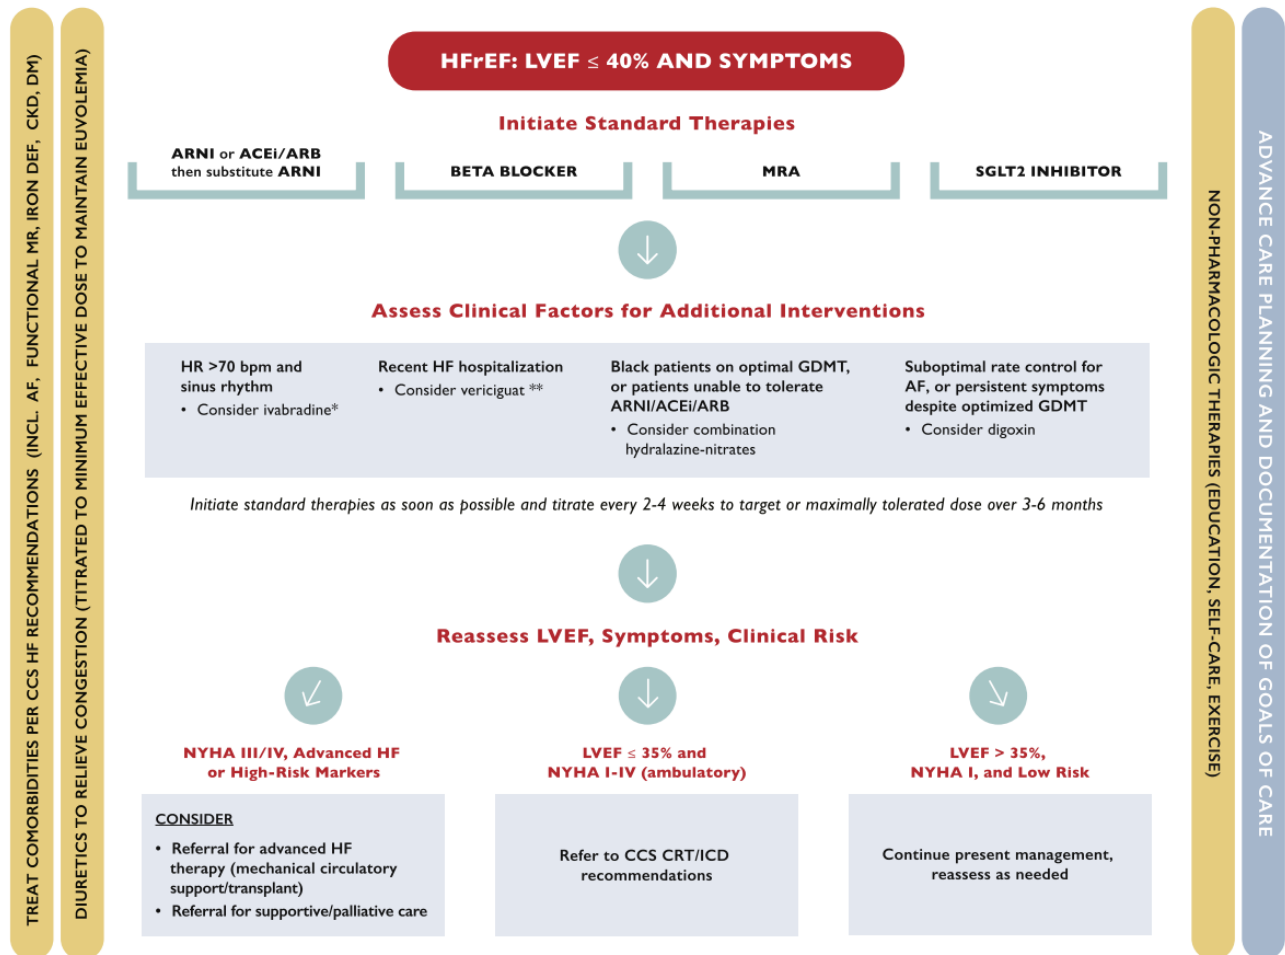 TREAT COMORBIDITIES PER CCS HF RECOMMENDATIONS (INCL. AF, FUNCTIONAL MR, IRON DEF, CKD, DM)
DIURETICS TO RELIEVE CONGESTION (TITRATED TO MINIMUM EFFECTIVE DOSE TO MAINTAIN EUVOLEMIA)
HFrEF: LVEF ≤ 40% AND SYMPTOMS
Initiate Standard Therapies
ARNI or ACEi/ARB
then substitute ARNI
BETA BLOCKER
MRA
SGLT2 INHIBITOR
Assess Clinical Factors for Additional Interventions
HR >70 bpm and
sinus rhythm
• Consider ivabradine*
Recent HF hospitalization
• Consider vericiguat **
Black patients on optimal GDMT,
or patients unable to tolerate
ARNI/ACEi/ARB
• Consider combination
hydralazine-nitrates
Suboptimal rate control for
AF, or persistent symptoms
despite optimized GDMT
• Consider digoxin
Initiate standard therapies as soon as possible and titrate every 2-4 weeks to target or maximally tolerated dose over 3-6 months
Reassess LVEF, Symptoms, Clinical Risk
NYHA III/IV, Advanced HF
or High-Risk Markers
CONSIDER
• Referral for advanced HF
therapy (mechanical circulatory
support/transplant)
• Referral for supportive/palliative care
LVEF ≤ 35% and
NYHA I-IV (ambulatory)
Refer to CCS CRT/ICD
recommendations
LVEF > 35%,
NYHA I, and Low Risk
Continue present management,
reassess as needed
NON-PHARMACOLOGIC THERAPIES (EDUCATION, SELF-CARE, EXERCISE)
ADVANCE CARE PLANNING AND DOCUMENTATION OF GOALS OF CARE